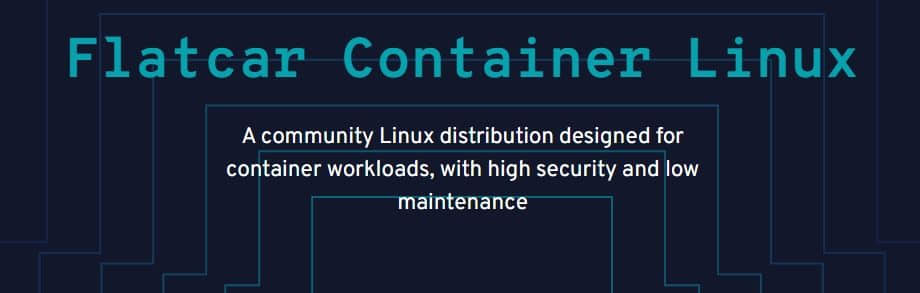 Flatcar Container Linux
A community Linux distribution designed for
container workloads, with high security and low
maintenance